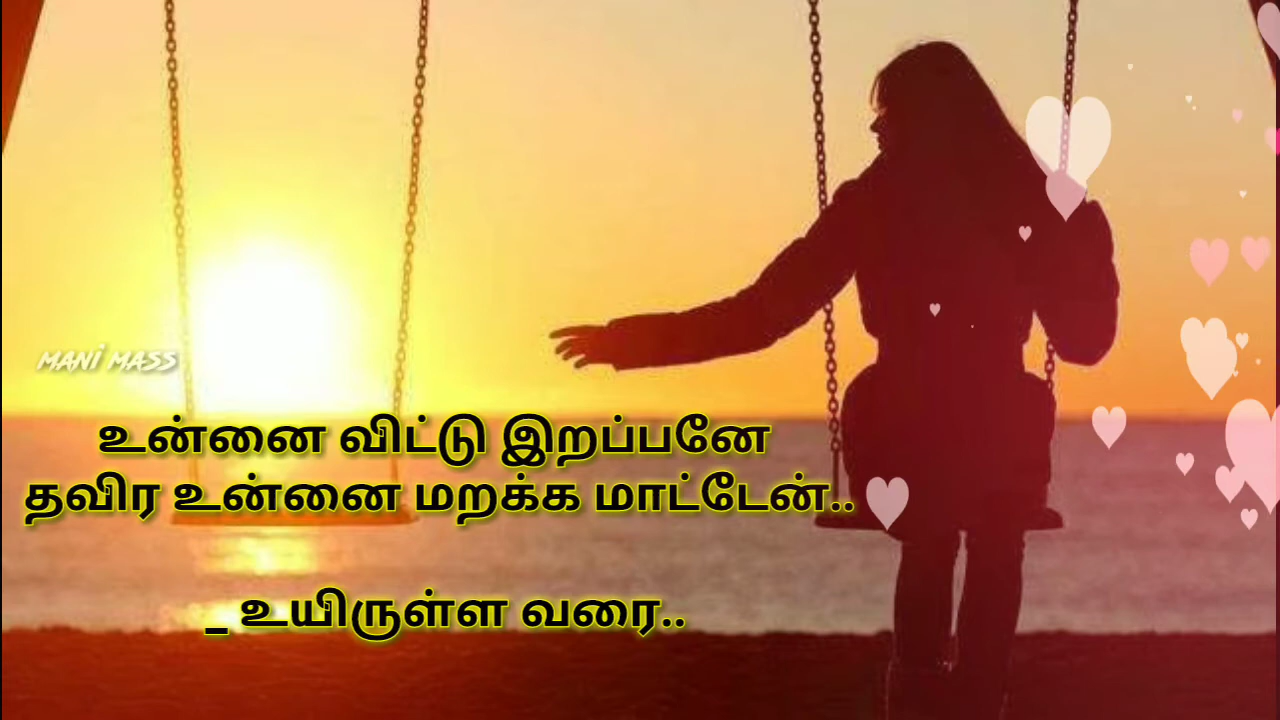 MANI MASS
உன்னை விட்டு இறப்பனே
தவிர உன்னை மறக்க மாட்டேன்..
_ உயிருள்ள வரை..